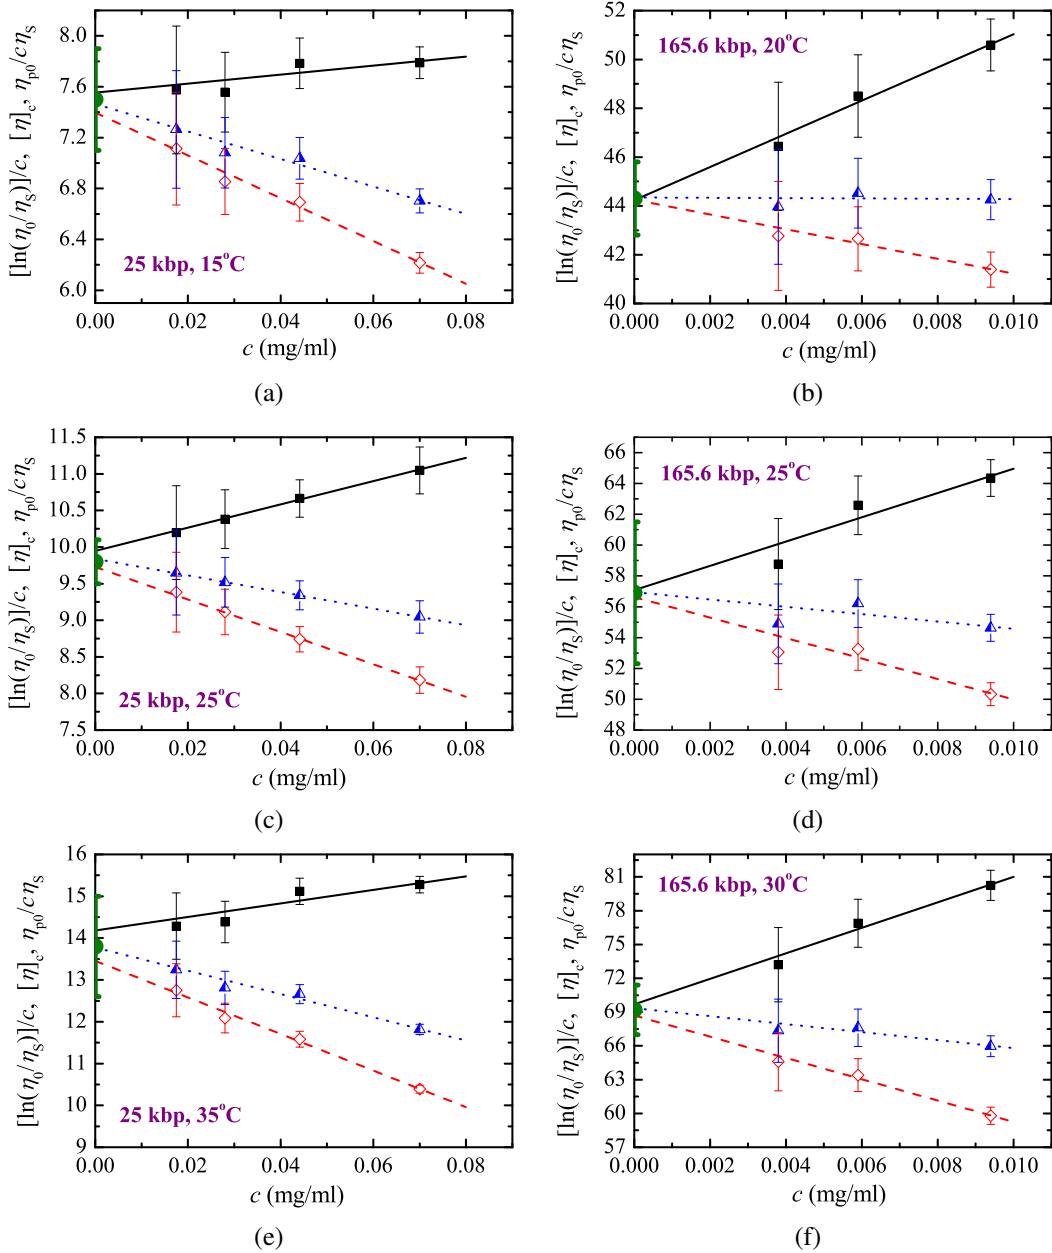 [ln(η₀/ηS)]/c, [η]c, ηp0/cηS
8.0
7.6
7.2
6.8
6.4
6.0
25 kbp, 15°C
0.00 0.02 0.04 0.06 0.08
c (mg/ml)
(a)
[ln(η₀/ηS)]/c, [η]c, ηp0/cηS
52
50
48
46
44
42
40
165.6 kbp, 20°C
0.000 0.002 0.004 0.006 0.008 0.010
c (mg/ml)
(b)
[ln(η₀/ηS)]/c, [η]c, ηp0/cηS
11.5
11.0
10.5
10.0
9.5
9.0
8.5
8.0
7.5
25 kbp, 25°C
0.00 0.02 0.04 0.06 0.08
c (mg/ml)
(c)
[ln(η₀/ηS)]/c, [η]c, ηp0/cηS
66
64
62
60
58
56
54
52
50
48
165.6 kbp, 25°C
0.000 0.002 0.004 0.006 0.008 0.010
c (mg/ml)
(d)
[ln(η₀/ηS)]/c, [η]c, ηp0/cηS
16
15
14
13
12
11
10
9
25 kbp, 35°C
0.00 0.02 0.04 0.06 0.08
c (mg/ml)
(e)
[ln(η₀/ηS)]/c, [η]c, ηp0/cηS
81
78
75
72
69
66
63
60
57
165.6 kbp, 30°C
0.000 0.002 0.004 0.006 0.008 0.010
c (mg/ml)
(f)